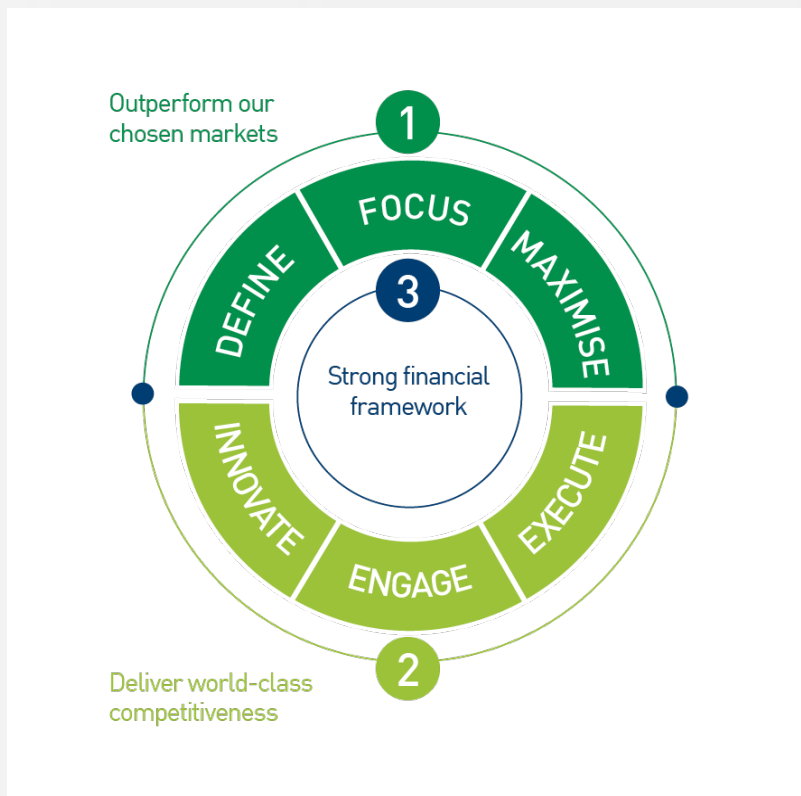 Outperform our
chosen markets
1
DEFINE
FOCUS
MAXIMISE
3
Strong financial
framework
INNOVATE
ENGAGE
EXECUTE
2
Deliver world-class
competitiveness